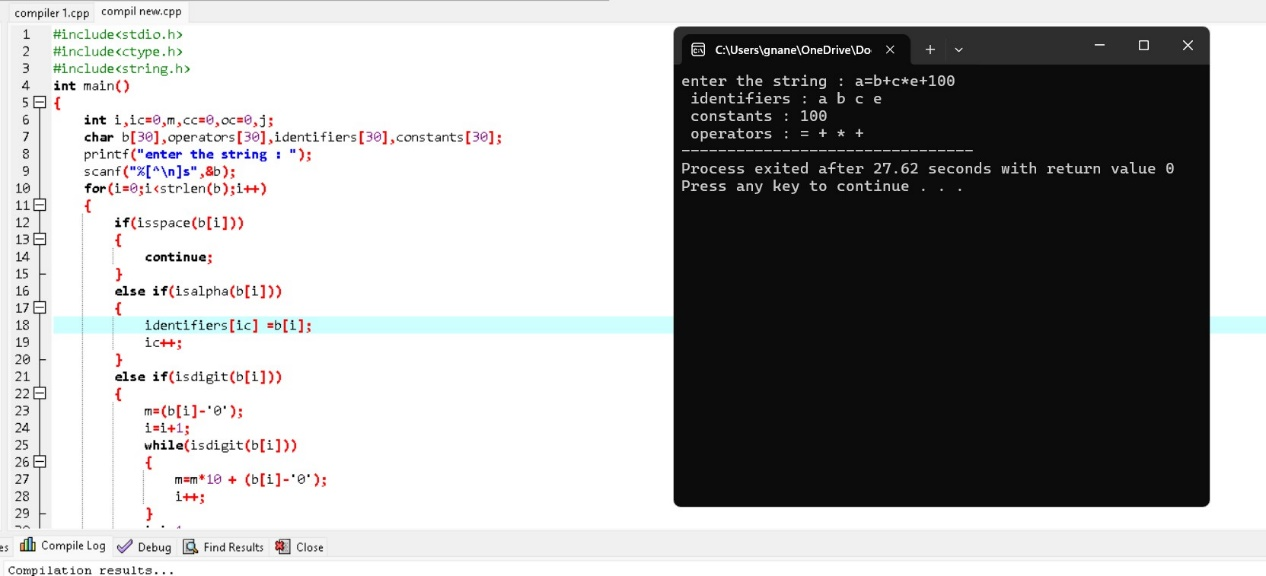 compiler 1.cpp compil new.cpp
1 #include<stdio.h>
2 #include<ctype.h>
3 #include<string.h>
4 int main()
5 {
6 int i,ic=0,m,cc=0,oc=0,j;
7 char b[30],operators[30],identifiers[30],constants[30];
8 printf("enter the string : ");
9 scanf("%[^\n]s",&b);
10 for(i=0;i<strlen(b);i++)
11 {
12 if(isspace(b[i]))
13 {
14 continue;
15 }
16 else if(isalpha(b[i]))
17 {
18 identifiers[ic] =b[i];
19 ic++;
20 }
21 else if(isdigit(b[i]))
22 {
23 m=(b[i]-'0');
24 i=i+1;
25 while(isdigit(b[i]))
26 {
27 m=m*10 + (b[i]-'0');
28 i++;
29 }
C:\Users\gnane\OneDrive\Do
enter the string : a=b+c*e+100
identifiers : a b c e
constants : 100
operators : = + * +
--------------------------------
Process exited after 27.62 seconds with return value 0
Press any key to continue . . .
es Compile Log Debug Find Results Close
Compilation results...